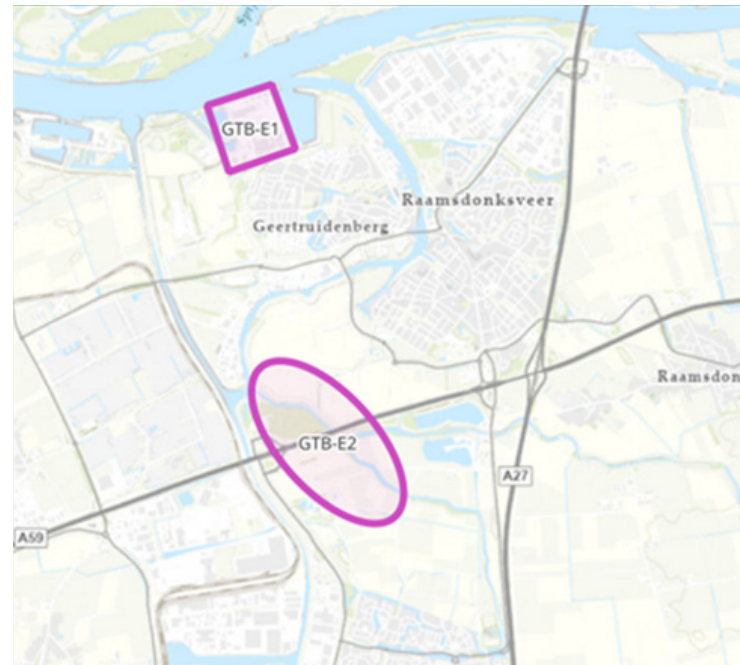 GTB-E1
Raamsdonksveer
Geertruidenberg
Raamsdon
GTB-E2
A27
A59